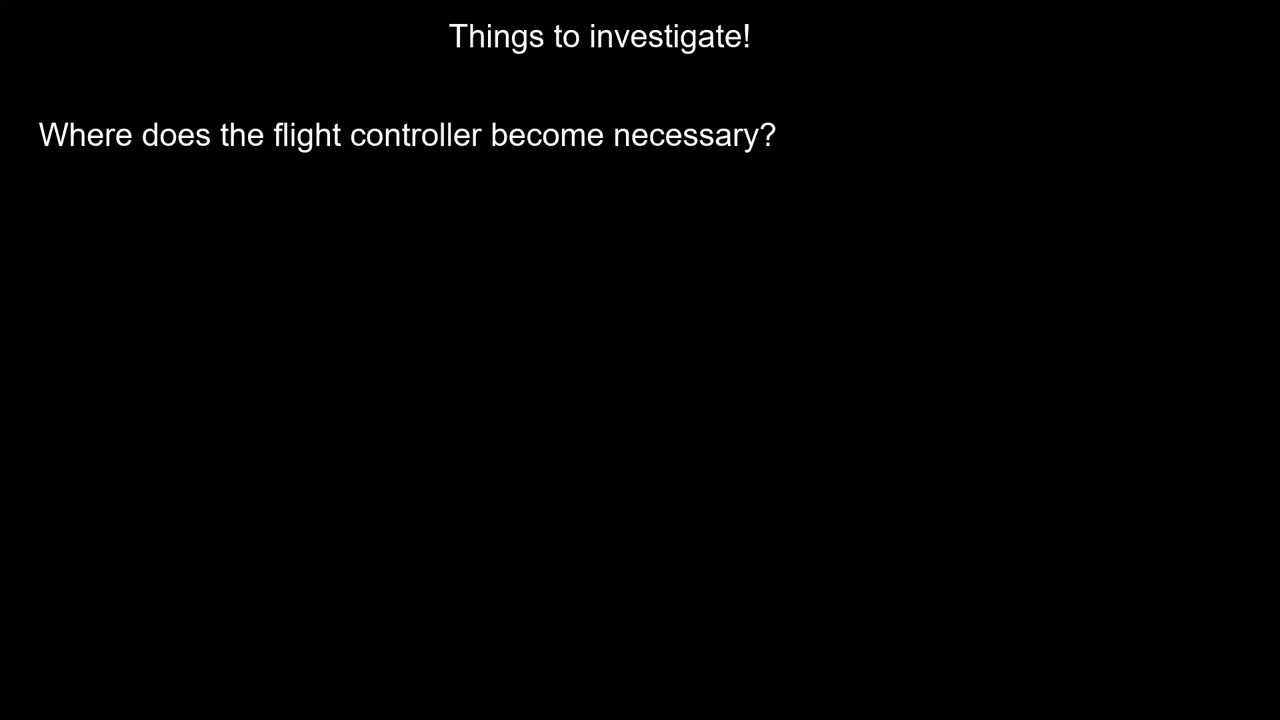 Things to investigate!
Where does the flight controller become necessary?